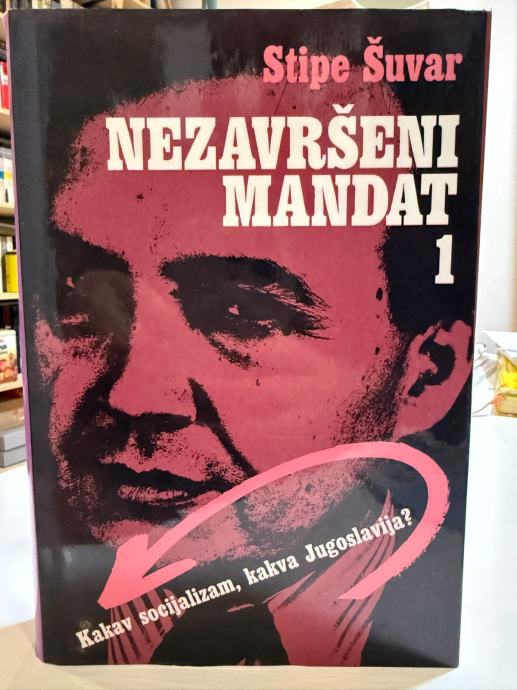 Stipe Šuvar
NEZAVRŠENI
MANDAT
1
Kakav socijalizam, kakva Jugoslavija?